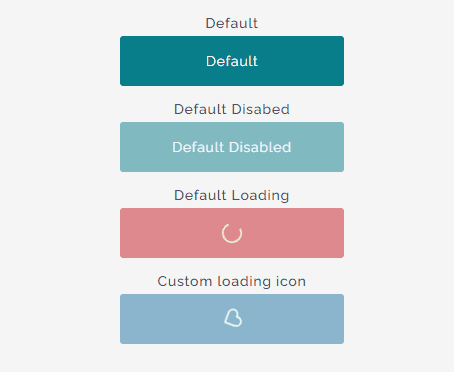 Default
Default
Default Disabed
Default Disabled
Default Loading
Custom loading icon